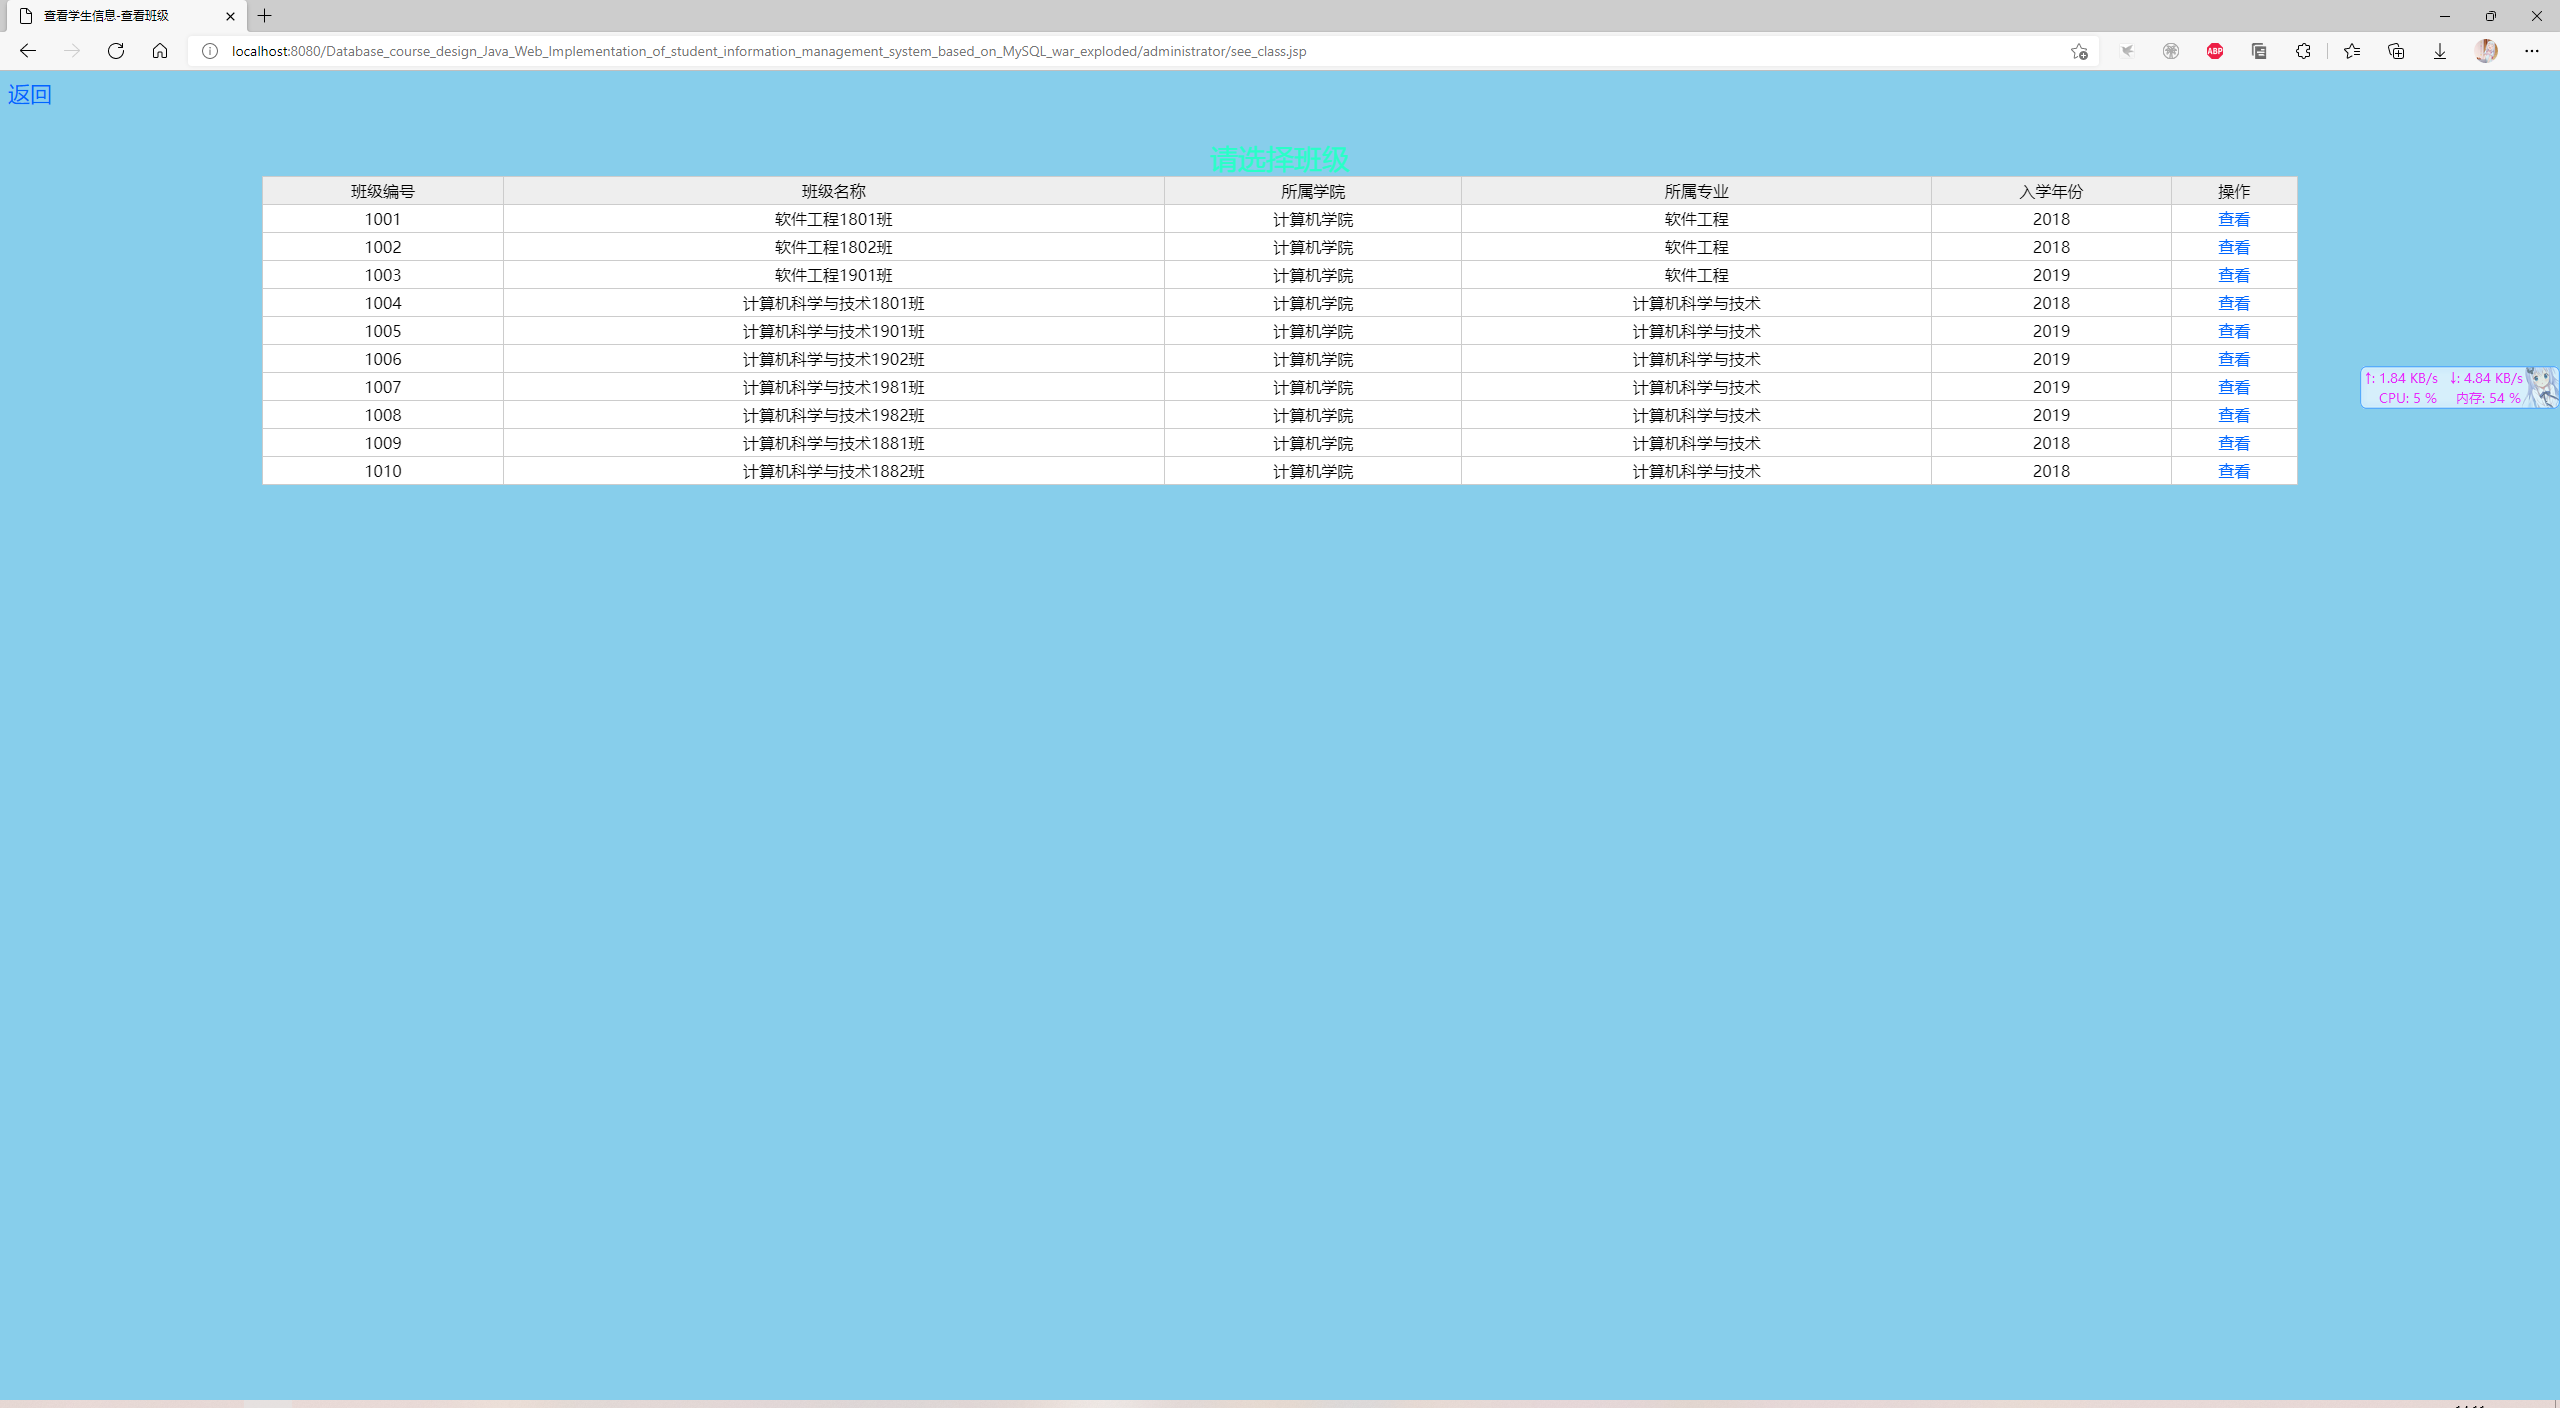 查看学生信息-查看班级
localhost:8080/Database_course_design_Java_Web_Implementation_of_student_information_management_system_based_on_MySQL_war_exploded/administrator/see_class.jsp
ABP
返回
请选择班级
班级编号 班级名称 所属学院 所属专业 入学年份 操作
1001 软件工程1801班 计算机学院 软件工程 2018 查看
1002 软件工程1802班 计算机学院 软件工程 2018 查看
1003 软件工程1901班 计算机学院 软件工程 2019 查看
1004 计算机科学与技术1801班 计算机学院 计算机科学与技术 2018 查看
1005 计算机科学与技术1901班 计算机学院 计算机科学与技术 2019 查看
1006 计算机科学与技术1902班 计算机学院 计算机科学与技术 2019 查看
1007 计算机科学与技术1981班 计算机学院 计算机科学与技术 2019 查看
1008 计算机科学与技术1982班 计算机学院 计算机科学与技术 2019 查看
1009 计算机科学与技术1881班 计算机学院 计算机科学与技术 2018 查看
1010 计算机科学与技术1882班 计算机学院 计算机科学与技术 2018 查看
↑: 1.84 KB/s ↓: 4.84 KB/s
CPU: 5 % 内存: 54 %